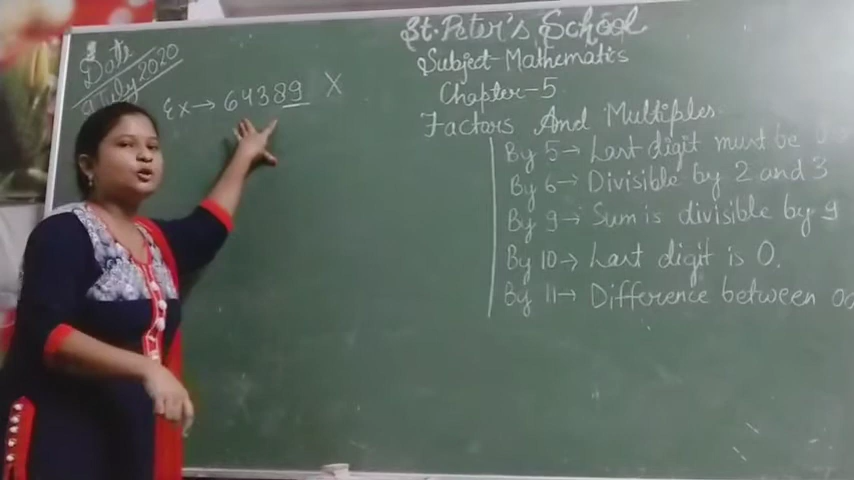 Date
9 July 2020
Ex → 64389 X
St. Peter's School
Subject-Mathematics
Chapter-5
Factors And Multiples
By 5 → Last digit must be
By 6 → Divisible by 2 and 3
By 9 → Sum is divisible by 9
By 10 → Last digit is 0.
By 11 → Difference between